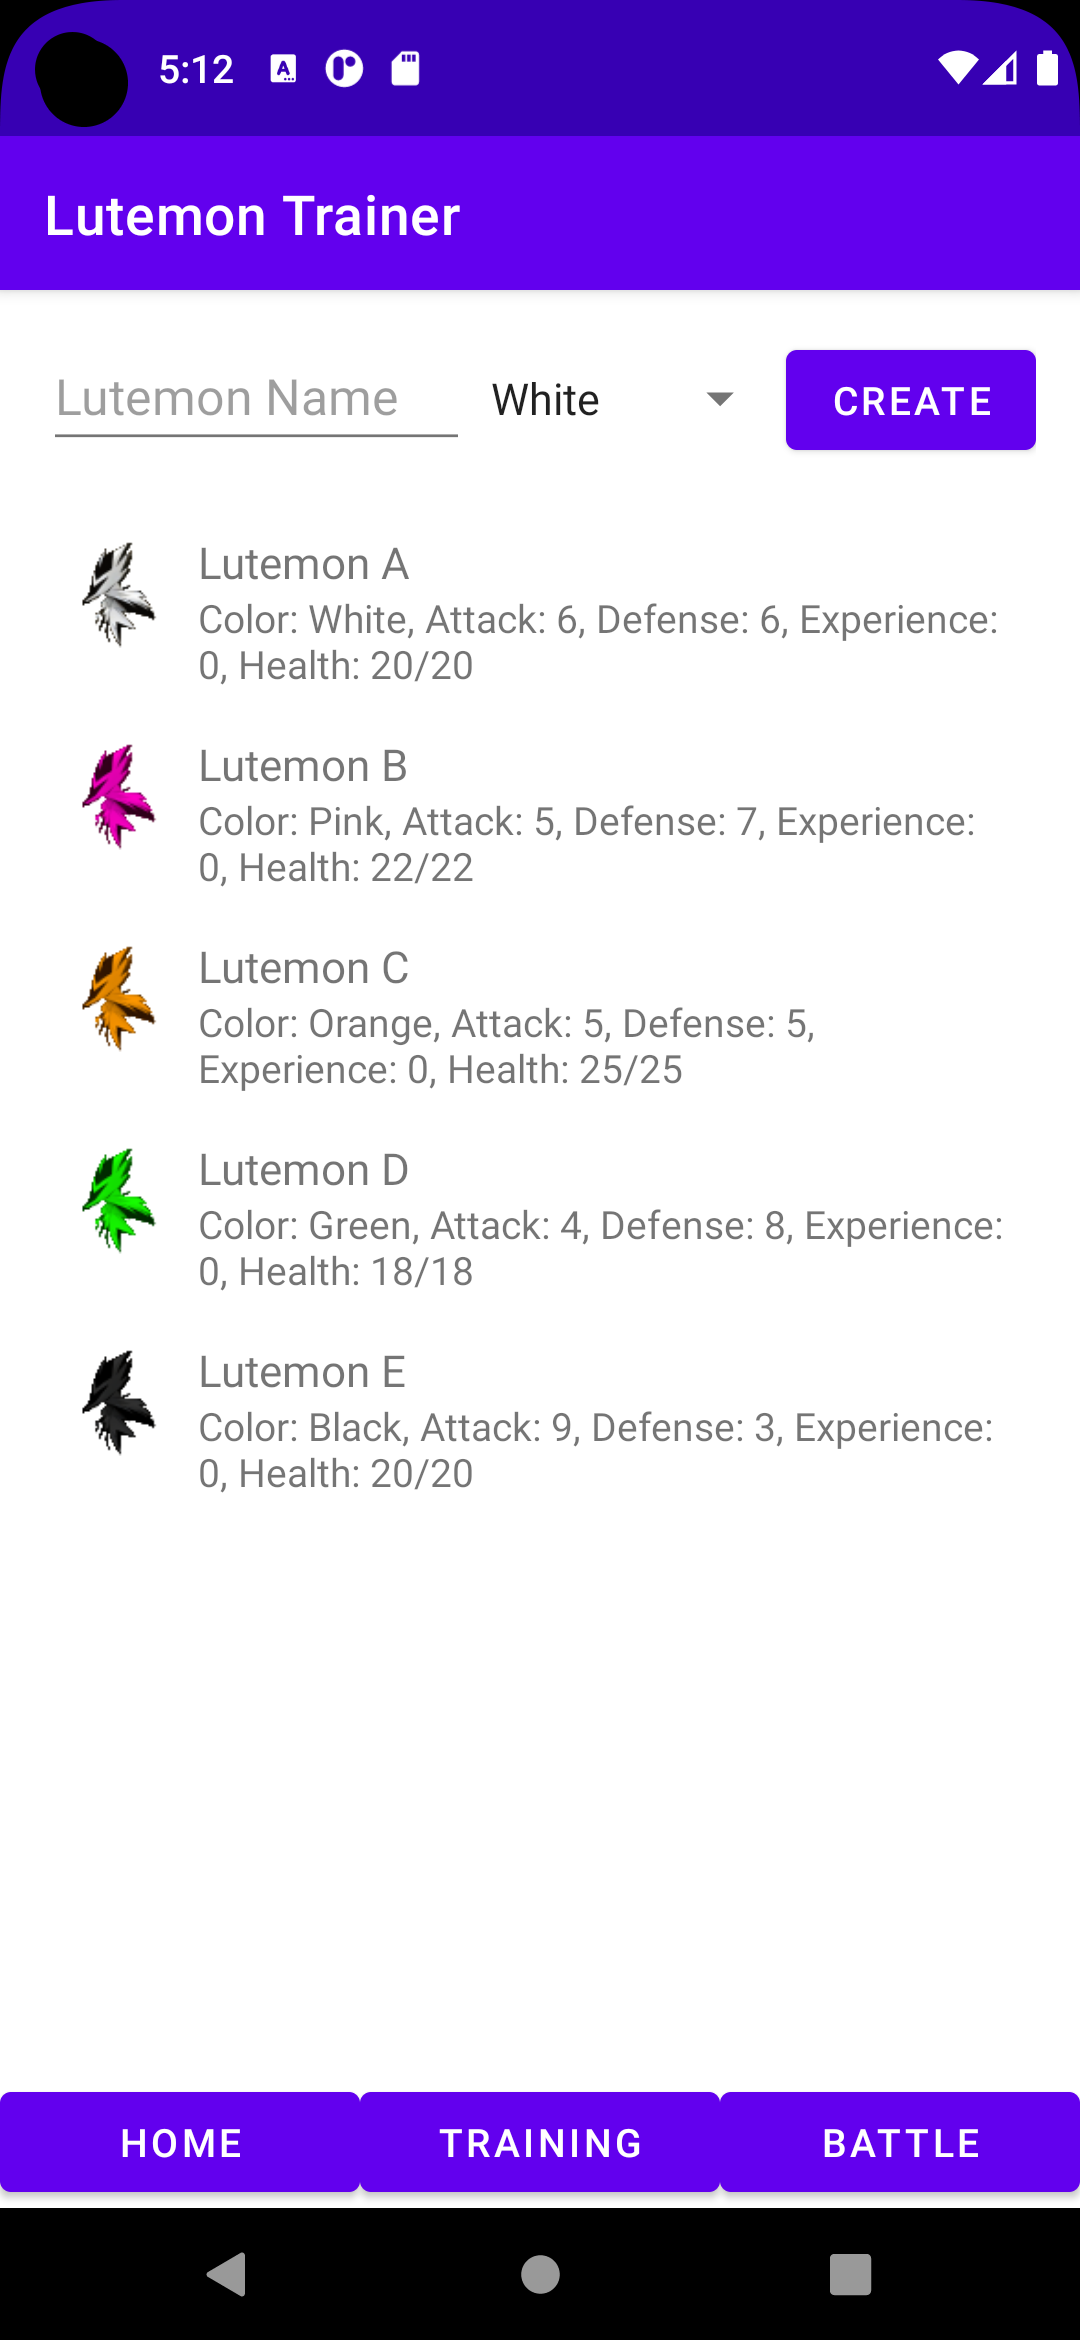 5:12
Lutemon Trainer
Lutemon Name
White
CREATE
Lutemon A
Color: White, Attack: 6, Defense: 6, Experience:
0, Health: 20/20
Lutemon B
Color: Pink, Attack: 5, Defense: 7, Experience:
0, Health: 22/22
Lutemon C
Color: Orange, Attack: 5, Defense: 5,
Experience: 0, Health: 25/25
Lutemon D
Color: Green, Attack: 4, Defense: 8, Experience:
0, Health: 18/18
Lutemon E
Color: Black, Attack: 9, Defense: 3, Experience:
0, Health: 20/20
HOME
TRAINING
BATTLE